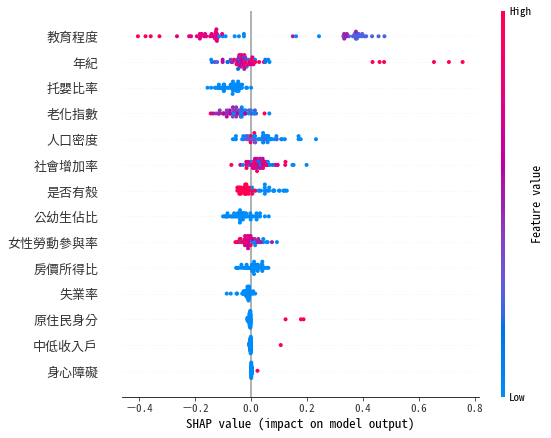 High
教育程度
年紀
托嬰比率
老化指數
人口密度
社會增加率
是否有殼
公幼生佔比
女性勞動參與率
房價所得比
失業率
原住民身分
中低收入戶
身心障礙
Feature value
Low
−0.4 −0.2 0.0 0.2 0.4 0.6 0.8
SHAP value (impact on model output)